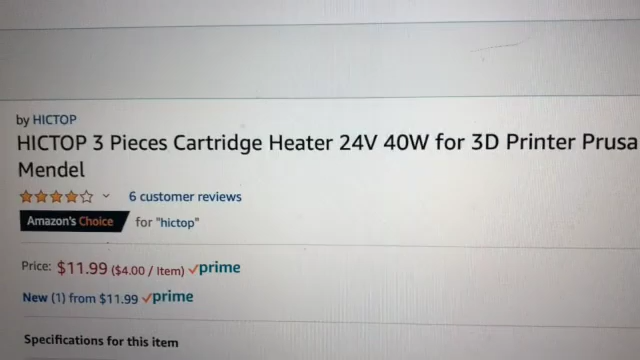 by HICTOP
HICTOP 3 Pieces Cartridge Heater 24V 40W for 3D Printer Prusa
Mendel
6 customer reviews
Amazon's Choice for "hictop"
Price: $11.99 ($4.00 / Item) prime
New (1) from $11.99 prime
Specifications for this item